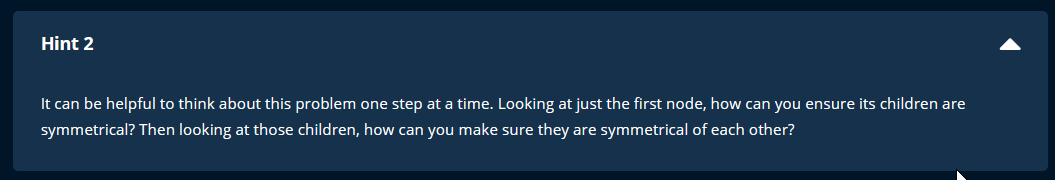 Hint 2
It can be helpful to think about this problem one step at a time. Looking at just the first node, how can you ensure its children are
symmetrical? Then looking at those children, how can you make sure they are symmetrical of each other?